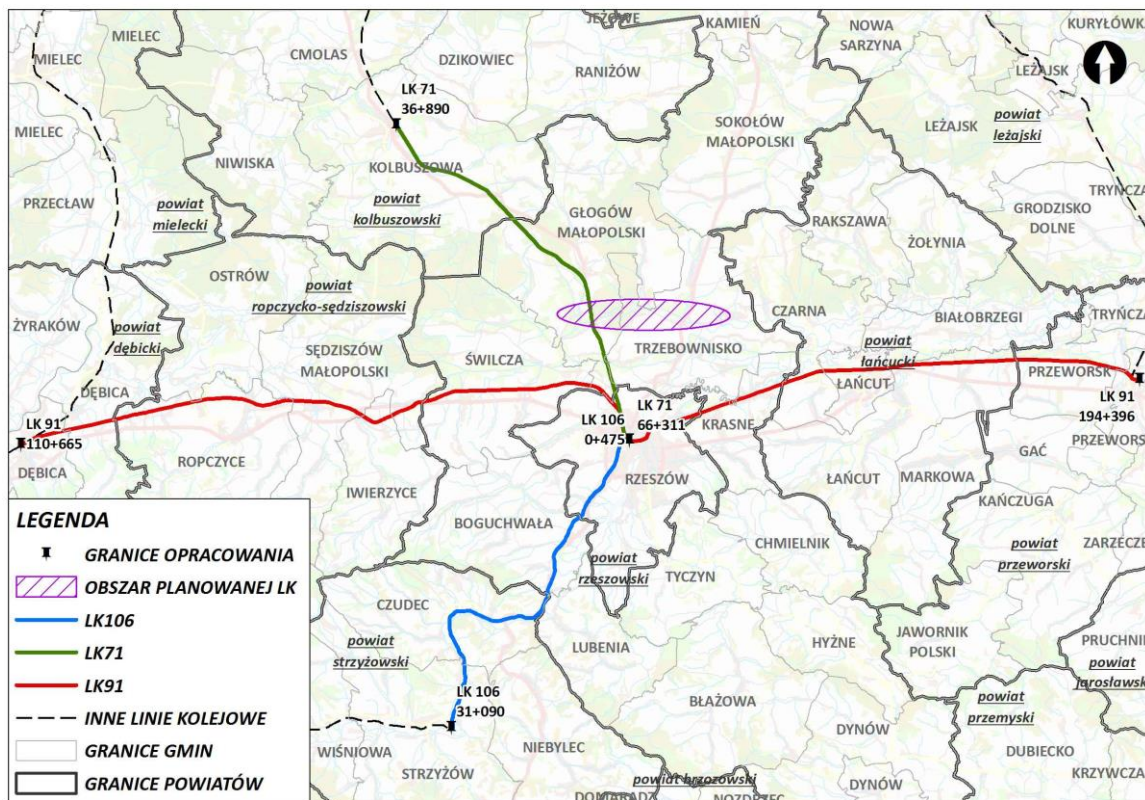 JEŻOWE
KAMIEŃ
NOWA
SARZYNA
KURYŁÓWKA
MIELEC
MIELEC
CMOLAS
DZIKOWIEC
RANIŻÓW
LEŻAJSK
LK 71
36+890
powiat
leżajski
LEŻAJSK
SOKOŁÓW
MAŁOPOLSKI
MIELEC
NIWISKA
KOLBUSZOWA
TRYŃCZA
powiat
kolbuszowski
PRZECŁAW
powiat
mielecki
GŁOGÓW
MAŁOPOLSKI
RAKSZAWA
GRODZISKO
DOLNE
ŻOŁYNIA
OSTRÓW
powiat
ropczycko-sędziszowski
CZARNA
BIAŁOBRZEGI
TRYŃCZA
ŻYRAKÓW
powiat
dębicki
SĘDZISZÓW
MAŁOPOLSKI
ŚWILCZA
TRZEBOWNISKO
powiat
łańcucki
DĘBICA
ŁAŃCUT
PRZEWORSK
LK 91
194+396
LK 91
110+665
LK 106
0+475
LK 71
66+311
KRASNE
DĘBICA
ROPCZYCE
GAĆ
PRZEWORSK
IWIERZYCE
RZESZÓW
ŁAŃCUT
MARKOWA
KAŃCZUGA
BOGUCHWAŁA
CHMIELNIK
powiat
rzeszowski
TYCZYN
powiat
przeworski
ZARZECZE
CZUDEC
powiat
strzyżowski
LUBENIA
HYŻNE
JAWORNIK
POLSKI
PRUCHNIK
powiat
jarosławski
LK 106
31+090
BŁAŻOWA
powiat
przemyski
WIŚNIOWA
NIEBYLEC
DYNÓW
DUBIECKO
STRZYŻÓW
powiat brzozowski
DYNÓW
KRZYWCZA
DOMARADZ
NOZDRZEC
LEGENDA
GRANICE OPRACOWANIA
OBSZAR PLANOWANEJ LK
LK106
LK71
LK91
INNE LINIE KOLEJOWE
GRANICE GMIN
GRANICE POWIATÓW